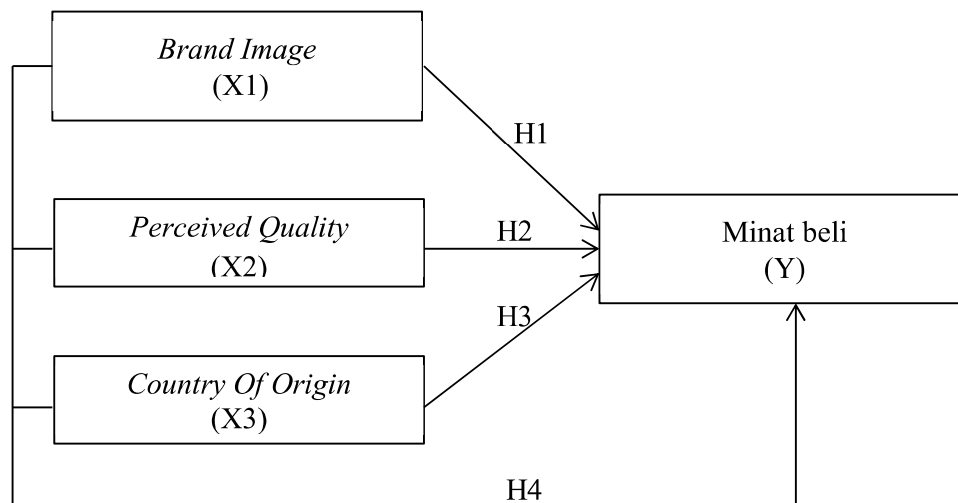 Brand Image
(X1)
H1
Perceived Quality
(X2)
H2
Minat beli
(Y)
H3
Country Of Origin
(X3)
H4